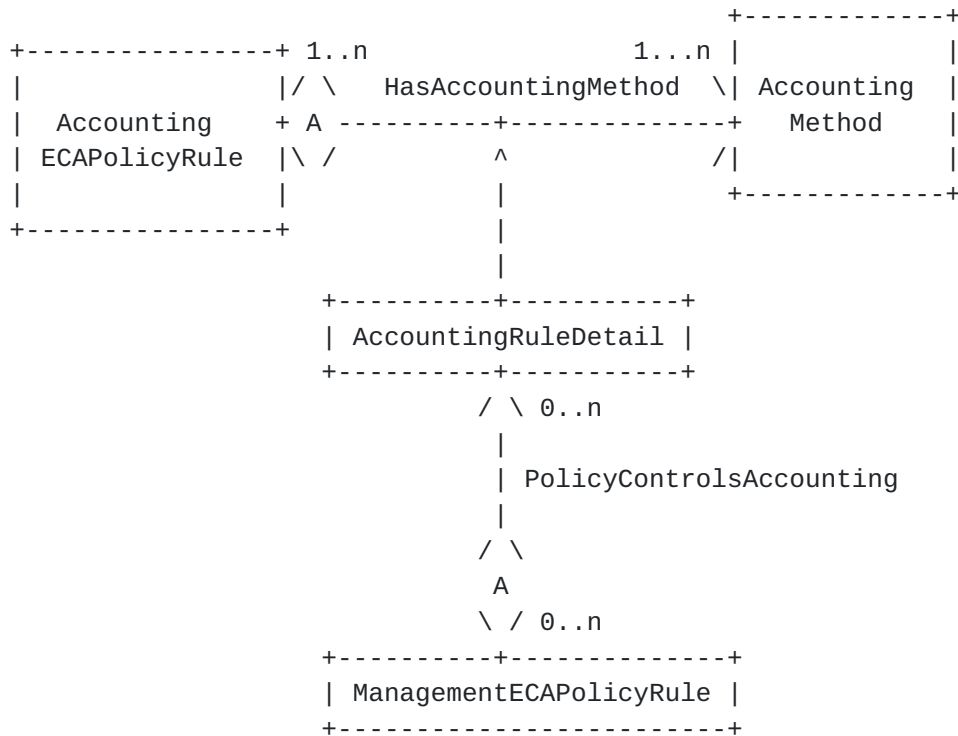 1..n 1...n
HasAccountingMethod Accounting
Accounting A Method
ECAPolicyRule
AccountingRuleDetail
0..n
PolicyControlsAccounting
A
0..n
ManagementECAPolicyRule